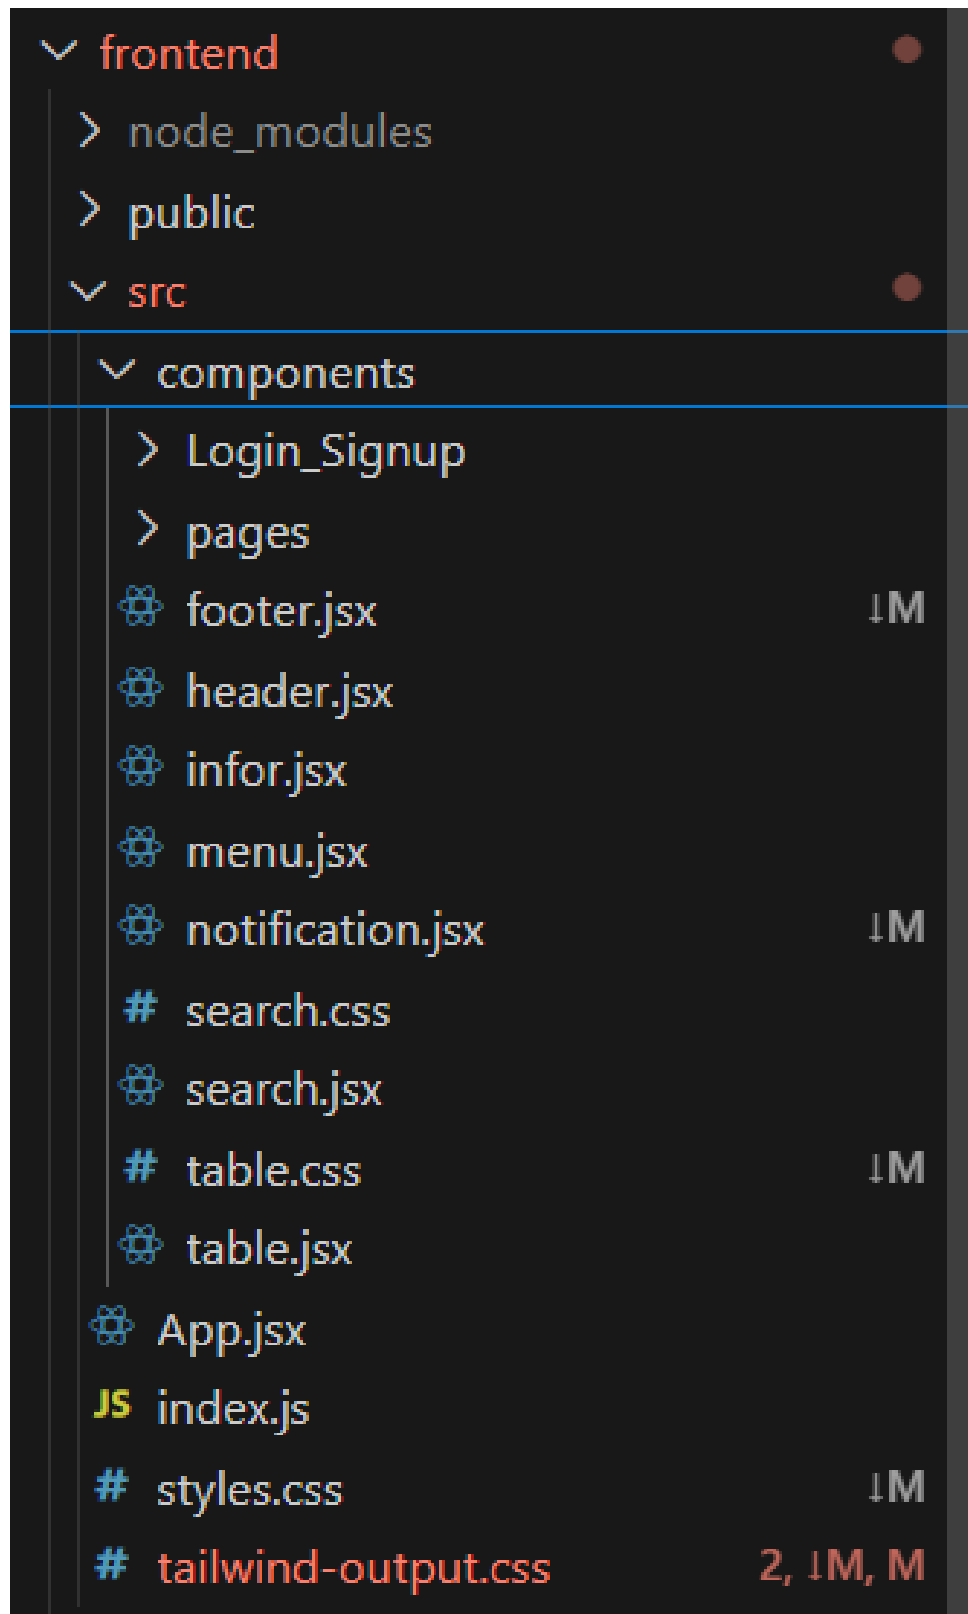 frontend
node_modules
public
src
components
Login_Signup
pages
footer.jsx ↓M
header.jsx
infor.jsx
menu.jsx
notification.jsx ↓M
# search.css
search.jsx
# table.css ↓M
table.jsx
App.jsx
JS index.js
# styles.css ↓M
# tailwind-output.css 2, ↓M, M